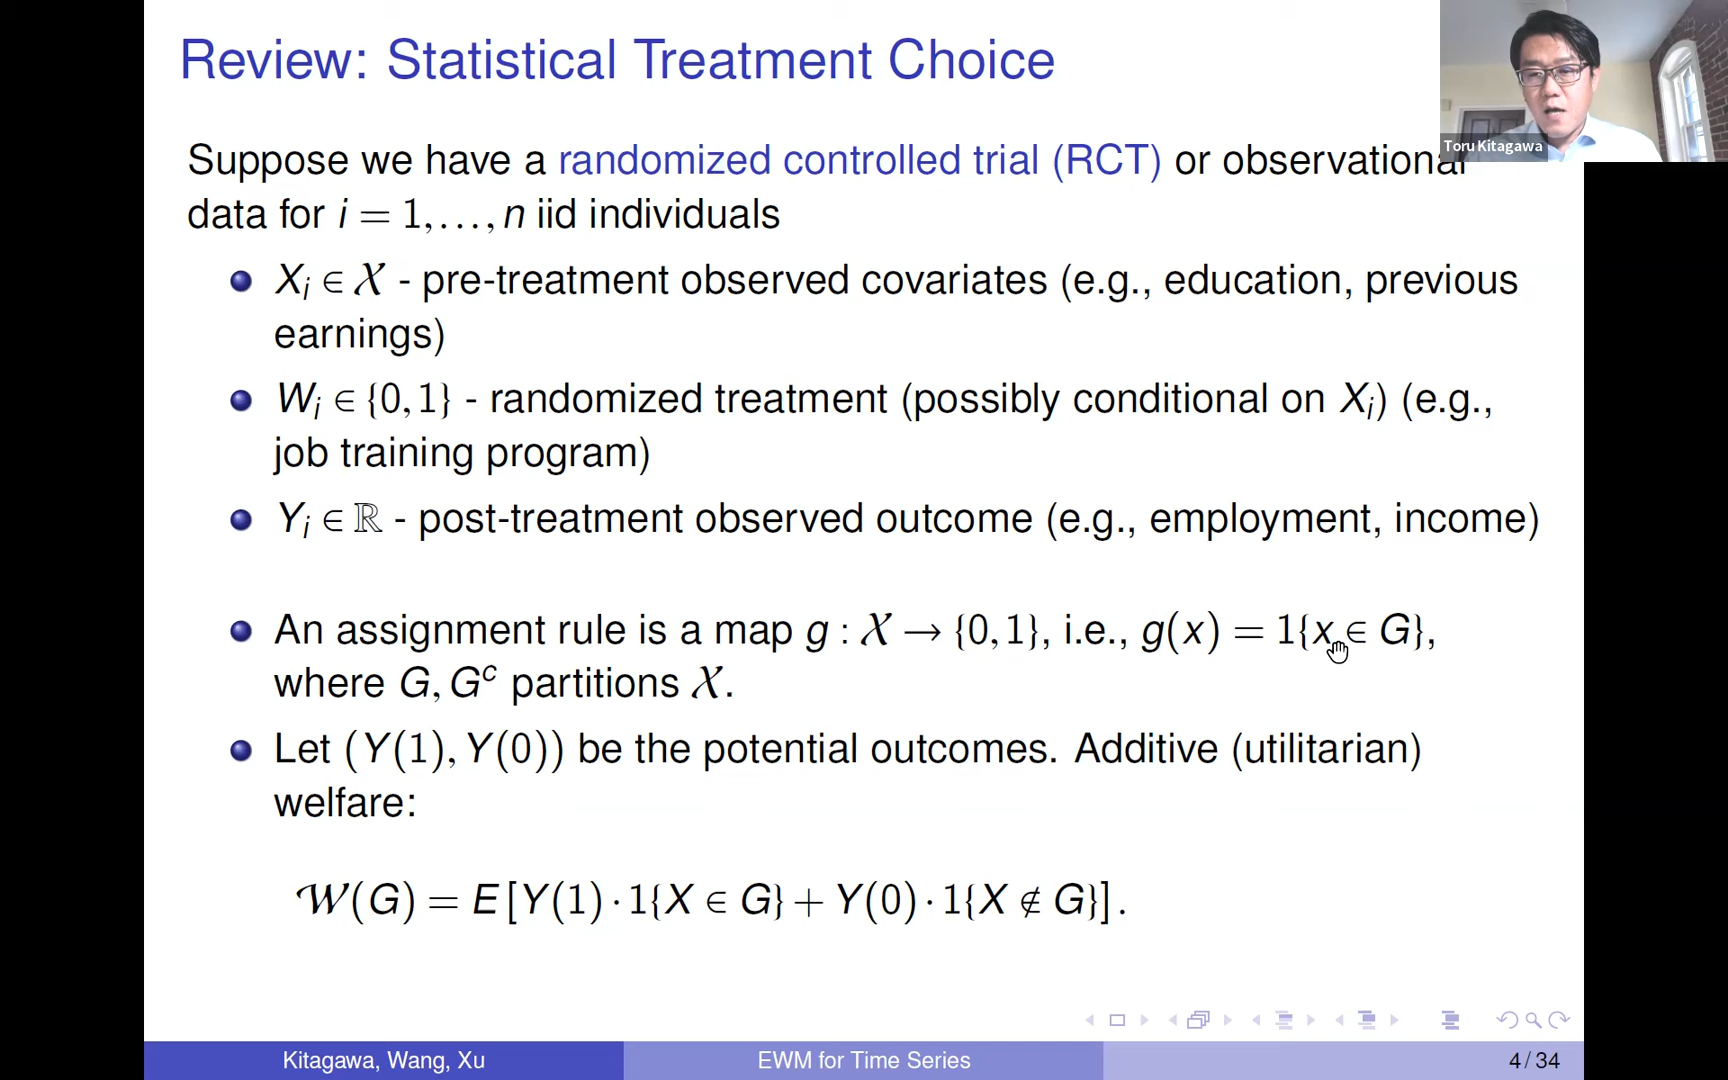 Review: Statistical Treatment Choice
Toru Kitagawa
Suppose we have a randomized controlled trial (RCT) or observational
data for i = 1,...,n iid individuals
X_i ∈ 𝒳 - pre-treatment observed covariates (e.g., education, previous
earnings)
W_i ∈ {0,1} - randomized treatment (possibly conditional on X_i) (e.g.,
job training program)
Y_i ∈ ℝ - post-treatment observed outcome (e.g., employment, income)
An assignment rule is a map g : 𝒳 → {0,1}, i.e., g(x) = 1{x ∈ G},
where G, G^c partitions 𝒳.
Let (Y(1), Y(0)) be the potential outcomes. Additive (utilitarian)
welfare:
𝒲(G) = E[Y(1) · 1{X ∈ G} + Y(0) · 1{X ∉ G}].
Kitagawa, Wang, Xu
EWM for Time Series
4 / 34